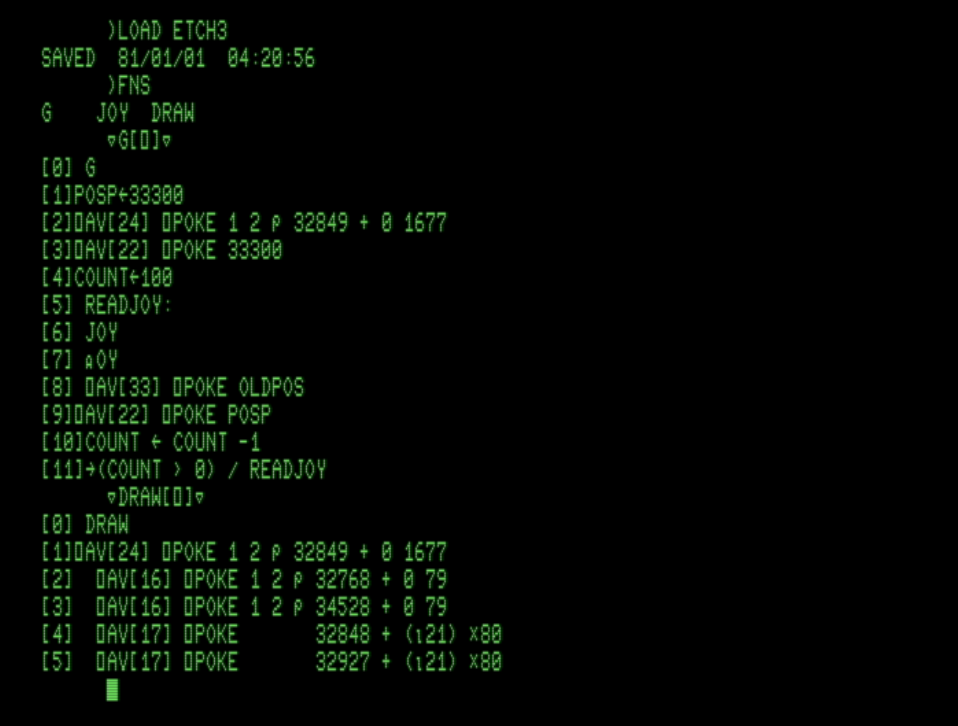 )LOAD ETCH3
SAVED  81/01/01  04:20:56
)FNS
G    JOY  DRAW
∇G[⎕]∇
[0] G
[1]POSP←33300
[2]⎕AV[24] ⎕POKE 1 2 ⍴ 32849 + 0 1677
[3]⎕AV[22] ⎕POKE 33300
[4]COUNT←100
[5] READJOY:
[6] JOY
[7] ⍝OY
[8] ⎕AV[33] ⎕POKE OLDPOS
[9]⎕AV[22] ⎕POKE POSP
[10]COUNT ← COUNT -1
[11]→(COUNT > 0) / READJOY
∇DRAW[⎕]∇
[0] DRAW
[1]⎕AV[24] ⎕POKE 1 2 ⍴ 32849 + 0 1677
[2]  ⎕AV[16] ⎕POKE 1 2 ⍴ 32768 + 0 79
[3]  ⎕AV[16] ⎕POKE 1 2 ⍴ 34528 + 0 79
[4]  ⎕AV[17] ⎕POKE       32848 + (⍳21) ×80
[5]  ⎕AV[17] ⎕POKE       32927 + (⍳21) ×80